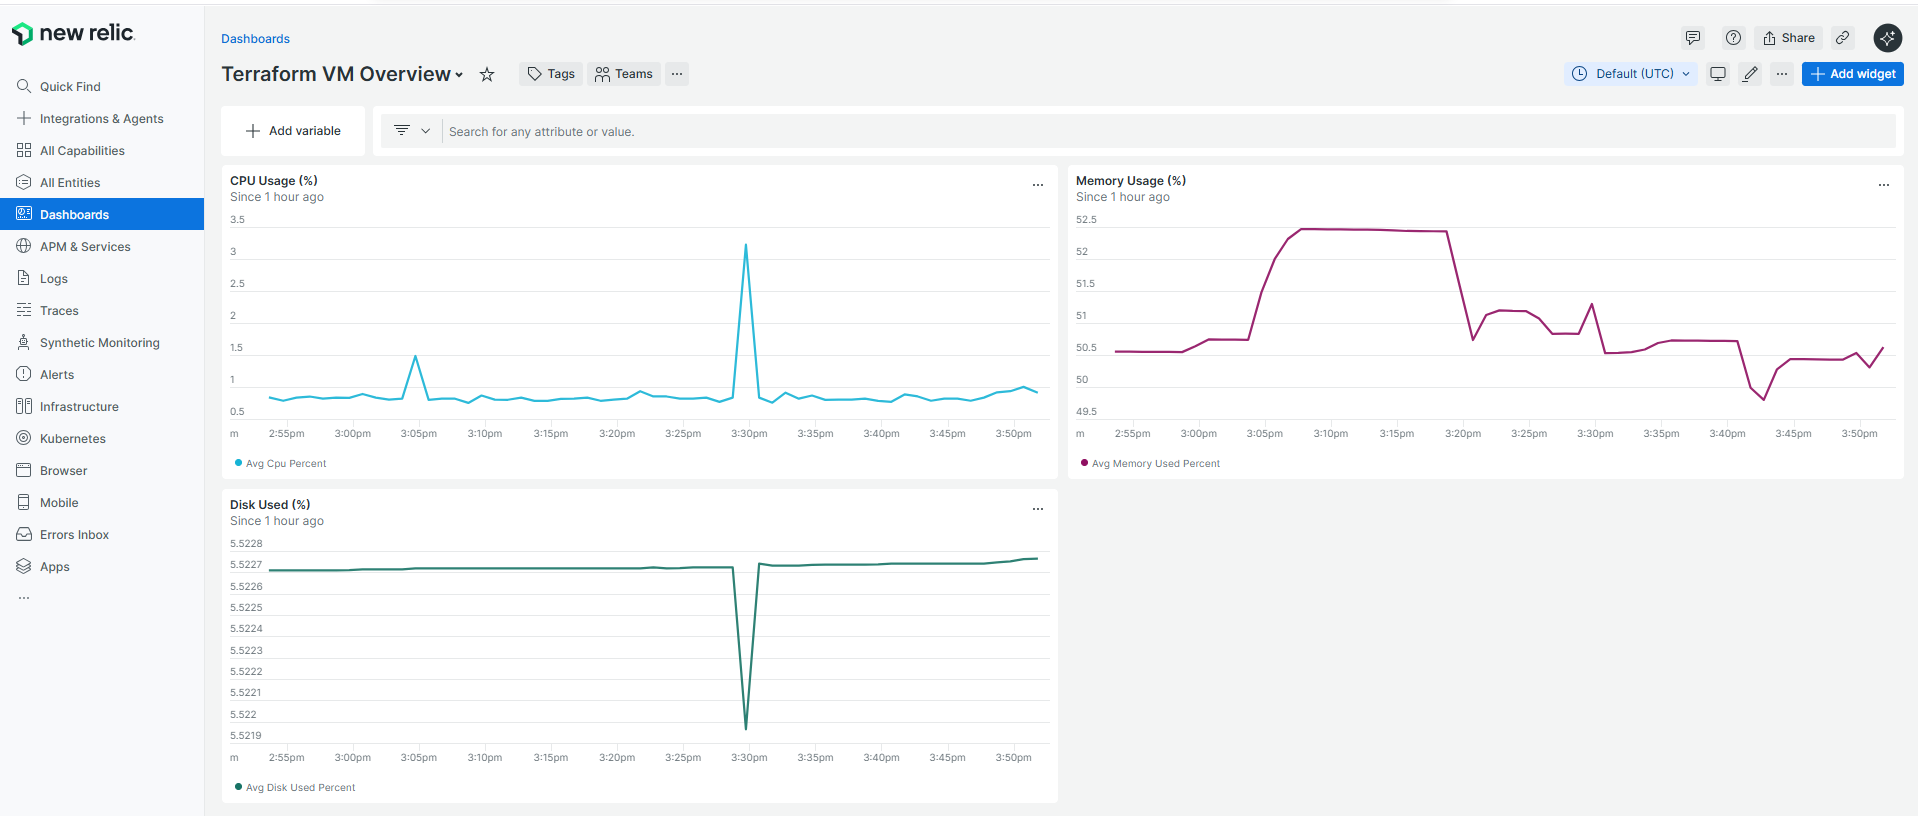 new relic.
Quick Find
Integrations & Agents
All Capabilities
All Entities
Dashboards
APM & Services
Logs
Traces
Synthetic Monitoring
Alerts
Infrastructure
Kubernetes
Browser
Mobile
Errors Inbox
Apps
...
Dashboards
Share
Terraform VM Overview
Tags
Teams
...
Default (UTC)
...
Add widget
Add variable
Search for any attribute or value.
CPU Usage (%)
...
Since 1 hour ago
3.5
3
2.5
2
1.5
1
0.5
m 2:55pm 3:00pm 3:05pm 3:10pm 3:15pm 3:20pm 3:25pm 3:30pm 3:35pm 3:40pm 3:45pm 3:50pm
Avg Cpu Percent
Memory Usage (%)
...
Since 1 hour ago
52.5
52
51.5
51
50.5
50
49.5
m 2:55pm 3:00pm 3:05pm 3:10pm 3:15pm 3:20pm 3:25pm 3:30pm 3:35pm 3:40pm 3:45pm 3:50pm
Avg Memory Used Percent
Disk Used (%)
...
Since 1 hour ago
5.5228
5.5227
5.5226
5.5225
5.5224
5.5223
5.5222
5.5221
5.522
5.5219
m 2:55pm 3:00pm 3:05pm 3:10pm 3:15pm 3:20pm 3:25pm 3:30pm 3:35pm 3:40pm 3:45pm 3:50pm
Avg Disk Used Percent